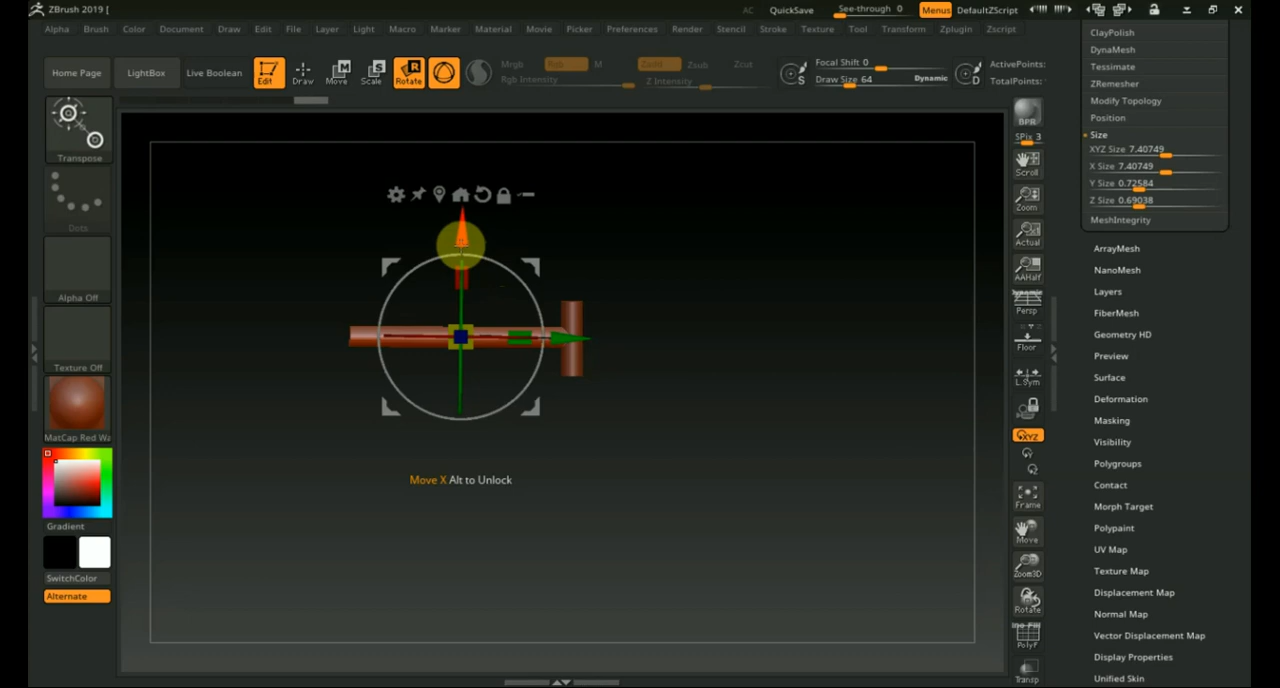 ZBrush 2019 [
AC QuickSave See-through 0 Menus DefaultZScript
Alpha Brush Color Document Draw Edit File Layer Light Macro Marker Material Movie Picker Preferences Render Stencil Stroke Texture Tool Transform Zplugin Zscript
Home Page LightBox Live Boolean Edit Draw Move Scale Rotate
Mrgb Rgb M Zadd Zsub Zcut
Rgb Intensity Z Intensity
Focal Shift 0
Draw Size 64 Dynamic
ActivePoints:
TotalPoints:
Transpose
Dots
Alpha Off
Texture Off
MatCap Red Wa
Gradient
SwitchColor
Alternate
Move X Alt to Unlock
BPR
SPix 3
Scroll
Zoom
Actual
AAHalf
Dynamic
Persp
Floor
L.Sym
XYZ
Frame
Move
Zoom3D
Rotate
PolyF
Transp
ClayPolish
DynaMesh
Tessimate
ZRemesher
Modify Topology
Position
Size
XYZ Size 7.40749
X Size 7.40749
Y Size 0.72584
Z Size 0.69038
MeshIntegrity
ArrayMesh
NanoMesh
Layers
FiberMesh
Geometry HD
Preview
Surface
Deformation
Masking
Visibility
Polygroups
Contact
Morph Target
Polypaint
UV Map
Texture Map
Displacement Map
Normal Map
Vector Displacement Map
Display Properties
Unified Skin